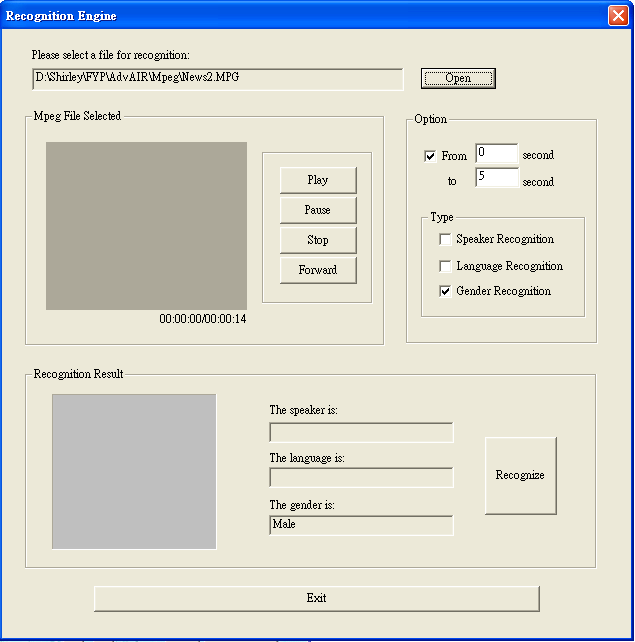 Recognition Engine
Please select a file for recognition:
D:\Shirley\FYP\AdvAIR\Mpeg\News2.MPG
Open
Mpeg File Selected
Play
Pause
Stop
Forward
00:00:00/00:00:14
Option
From 0 second
to 5 second
Type
Speaker Recognition
Language Recognition
Gender Recognition
Recognition Result
The speaker is:
The language is:
The gender is:
Male
Recognize
Exit